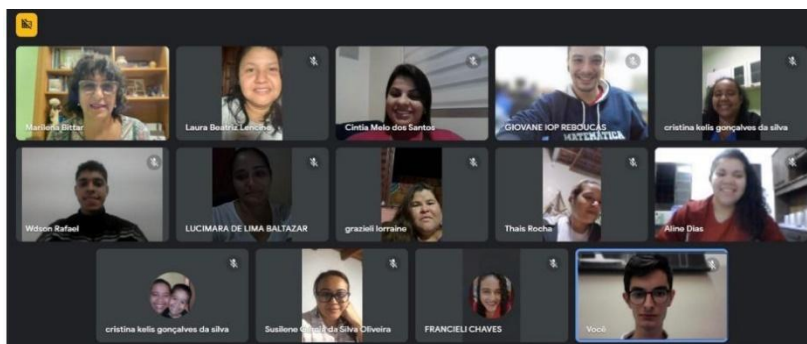 Marilena Bittar
Laura Beatriz Lencine
Cintia Melo dos Santos
GIOVANE IOP REBOUCAS
MATEMÁTICA
cristina kelis gonçalves da silva
Wdson Rafael
LUCIMARA DE LIMA BALTAZAR
grazieli lorraine
Thais Rocha
Aline Dias
cristina kelis gonçalves da silva
Susilene da Silva Oliveira
FRANCIELI CHAVES
Você